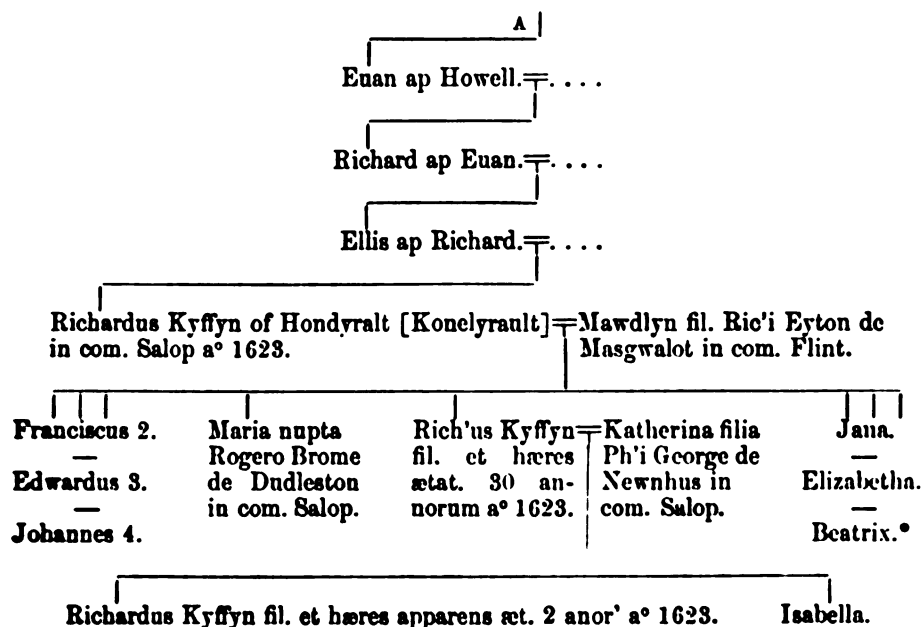 A
Euan ap Howell.=. . . .
Richard ap Euan.=. . . .
Ellis ap Richard.=. . . .
Richardus Kyffyn of Hondyralt [Konelyrault]=Mawdlyn fil. Ric'i Eyton de
in com. Salop aº 1623. Masgwalot in com. Flint.
Franciscus 2.
—
Edwardus 3.
—
Johannes 4.
Maria nupta
Rogero Brome
de Dudleston
in com. Salop.
Rich'us Kyffyn=
fil. et hæres
ætat. 30 an-
norum aº 1623.
Katherina filia
Ph'i George de
Newnhus in
com. Salop.
Jana.
—
Elizabetha.
—
Beatrix.*
Richardus Kyffyn fil. et hæres apparens æt. 2 anor' aº 1623. Isabella.